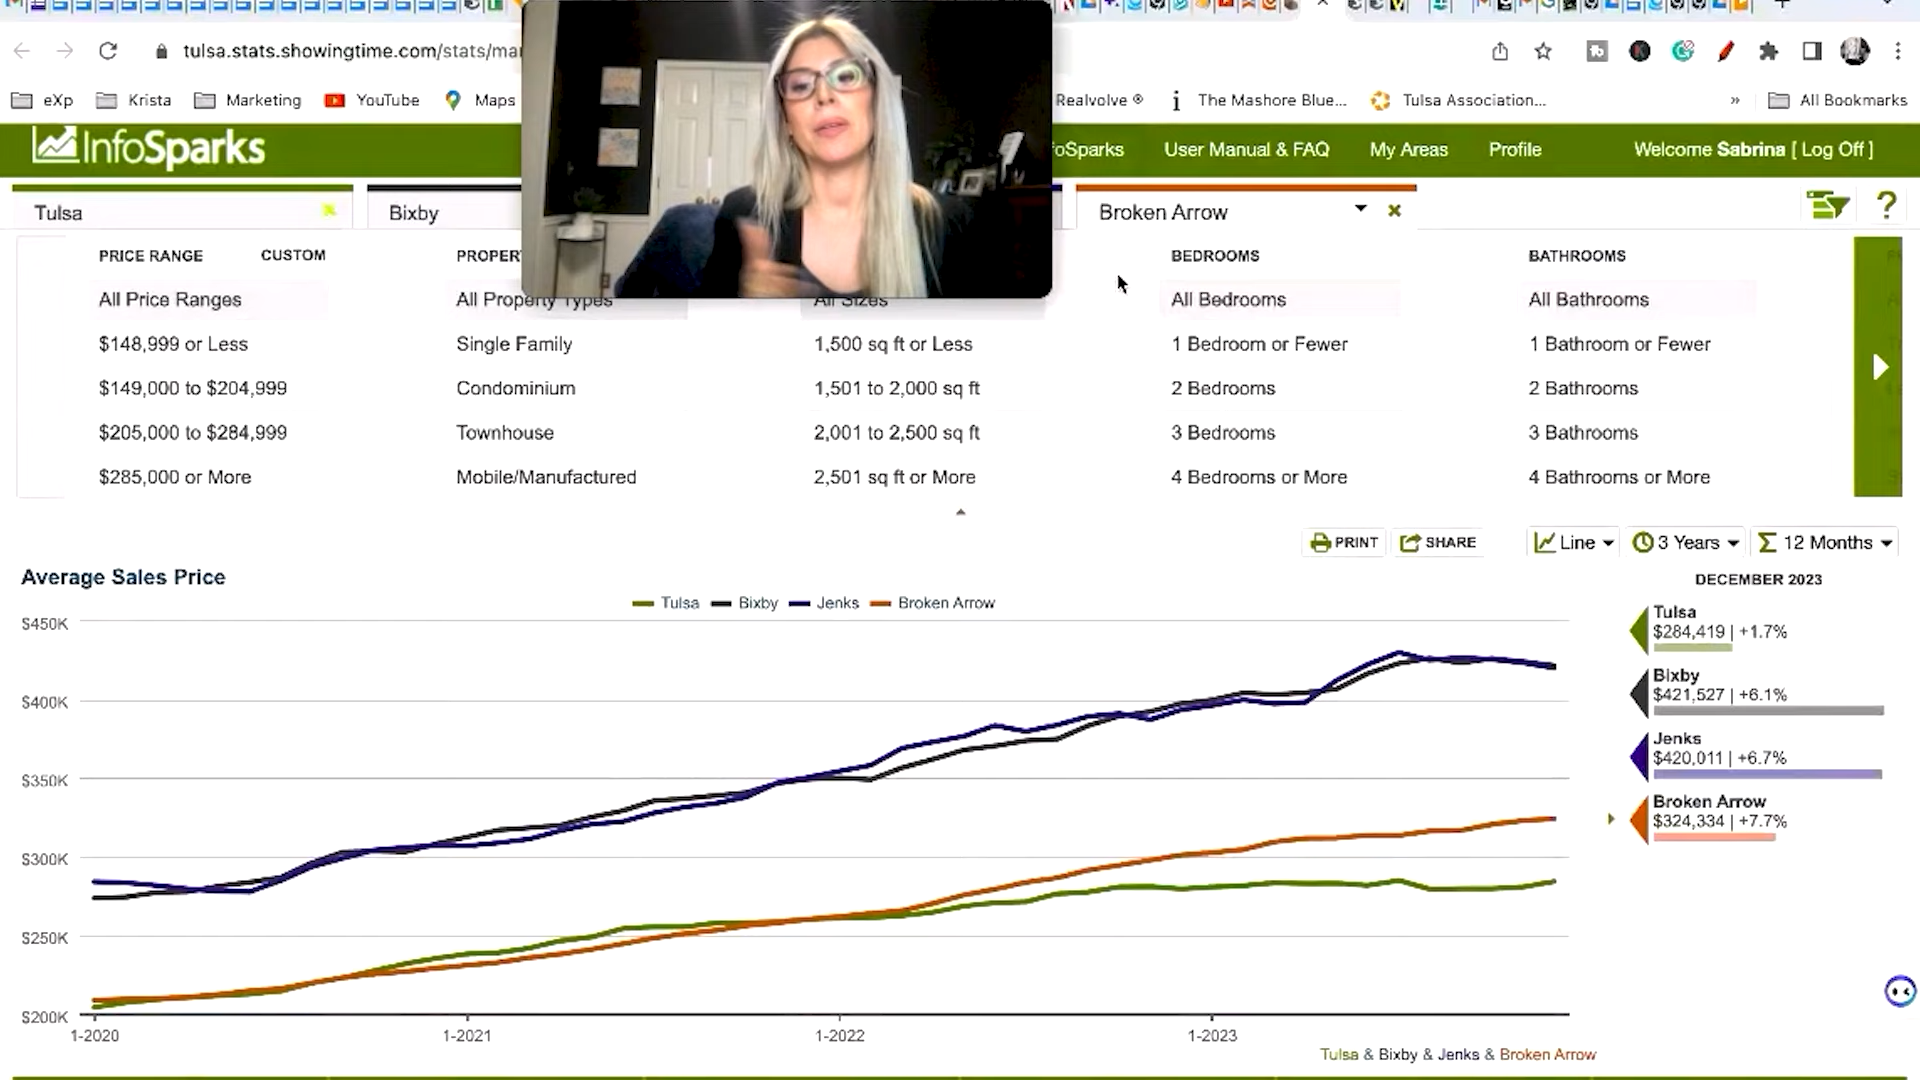 tulsa.stats.showingtime.com/stats/mar
eXp
Krista
Marketing
YouTube
Maps
Realvolve ®
The Mashore Blue...
Tulsa Association...
»
All Bookmarks
InfoSparks
foSparks
User Manual & FAQ
My Areas
Profile
Welcome Sabrina [ Log Off ]
Tulsa
Bixby
Broken Arrow
?
PRICE RANGE
CUSTOM
All Price Ranges
$148,999 or Less
$149,000 to $204,999
$205,000 to $284,999
$285,000 or More
PROPERT
All Property Types
Single Family
Condominium
Townhouse
Mobile/Manufactured
All Sizes
1,500 sq ft or Less
1,501 to 2,000 sq ft
2,001 to 2,500 sq ft
2,501 sq ft or More
BEDROOMS
All Bedrooms
1 Bedroom or Fewer
2 Bedrooms
3 Bedrooms
4 Bedrooms or More
BATHROOMS
All Bathrooms
1 Bathroom or Fewer
2 Bathrooms
3 Bathrooms
4 Bathrooms or More
PRINT
SHARE
Line
3 Years
12 Months
Average Sales Price
Tulsa
Bixby
Jenks
Broken Arrow
$450K
$400K
$350K
$300K
$250K
$200K
1-2020
1-2021
1-2022
1-2023
DECEMBER 2023
Tulsa
$284,419 | +1.7%
Bixby
$421,527 | +6.1%
Jenks
$420,011 | +6.7%
Broken Arrow
$324,334 | +7.7%
Tulsa & Bixby & Jenks & Broken Arrow